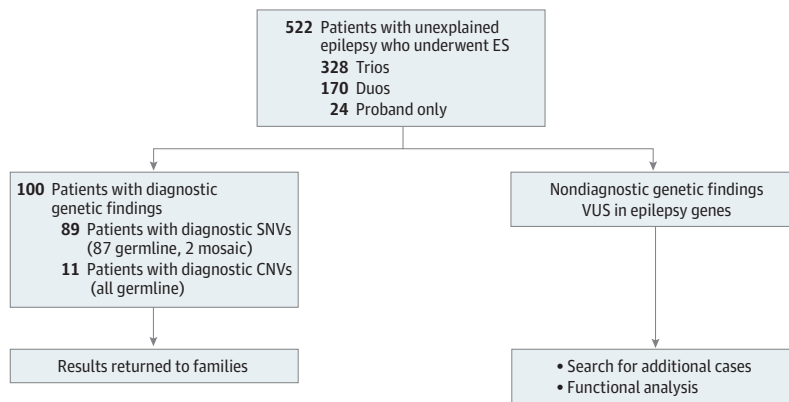 522 Patients with unexplained
epilepsy who underwent ES
328 Trios
170 Duos
24 Proband only
100 Patients with diagnostic
genetic findings
89 Patients with diagnostic SNVs
(87 germline, 2 mosaic)
11 Patients with diagnostic CNVs
(all germline)
Nondiagnostic genetic findings
VUS in epilepsy genes
Results returned to families
• Search for additional cases
• Functional analysis